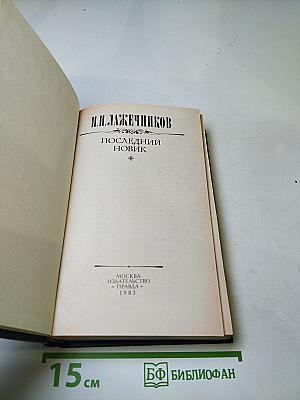 И.И.ЛАЖЕЧНИКОВ
ПОСЛЕДНИЙ
НОВИК
МОСКВА
ИЗДАТЕЛЬСТВО
«ПРАВДА»
1983
15 см
БФ БИБЛИОФАН